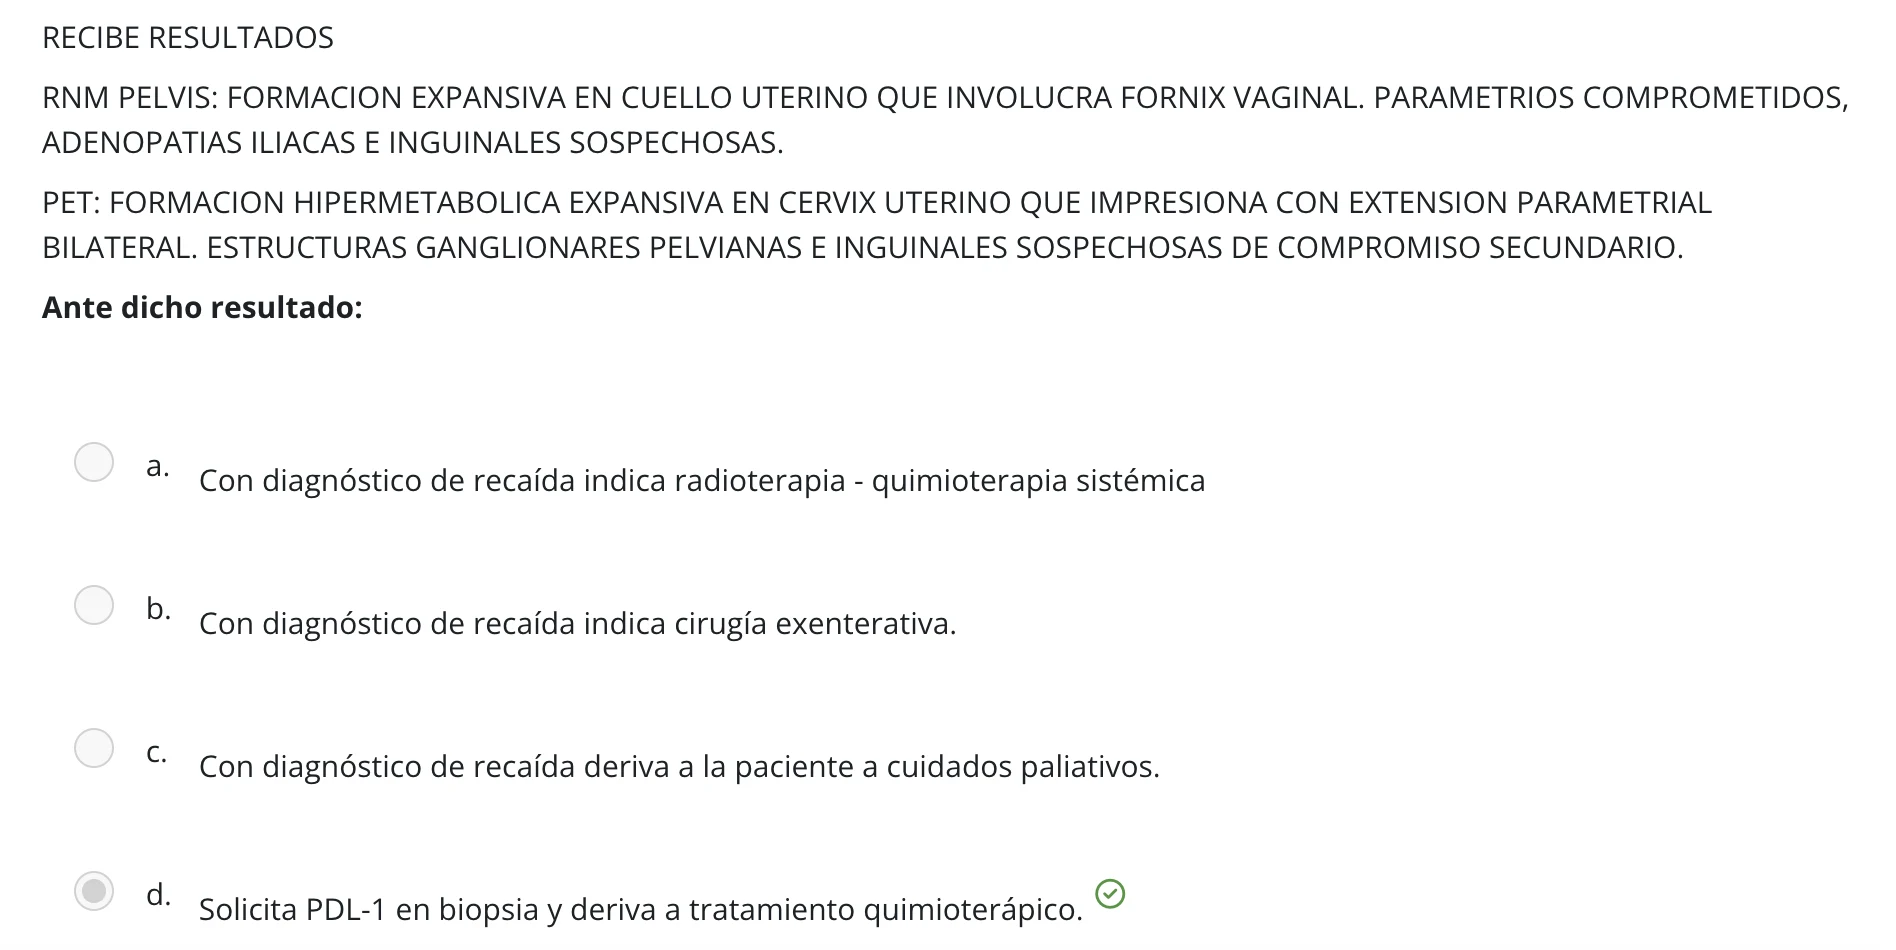 RECIBE RESULTADOS
RNM PELVIS: FORMACION EXPANSIVA EN CUELLO UTERINO QUE INVOLUCRA FORNIX VAGINAL. PARAMETRIOS COMPROMETIDOS,
ADENOPATIAS ILIACAS E INGUINALES SOSPECHOSAS.
PET: FORMACION HIPERMETABOLICA EXPANSIVA EN CERVIX UTERINO QUE IMPRESIONA CON EXTENSION PARAMETRIAL
BILATERAL. ESTRUCTURAS GANGLIONARES PELVIANAS E INGUINALES SOSPECHOSAS DE COMPROMISO SECUNDARIO.
Ante dicho resultado:
a. Con diagnóstico de recaída indica radioterapia - quimioterapia sistémica
b. Con diagnóstico de recaída indica cirugía exenterativa.
c. Con diagnóstico de recaída deriva a la paciente a cuidados paliativos.
d. Solicita PDL-1 en biopsia y deriva a tratamiento quimioterápico.